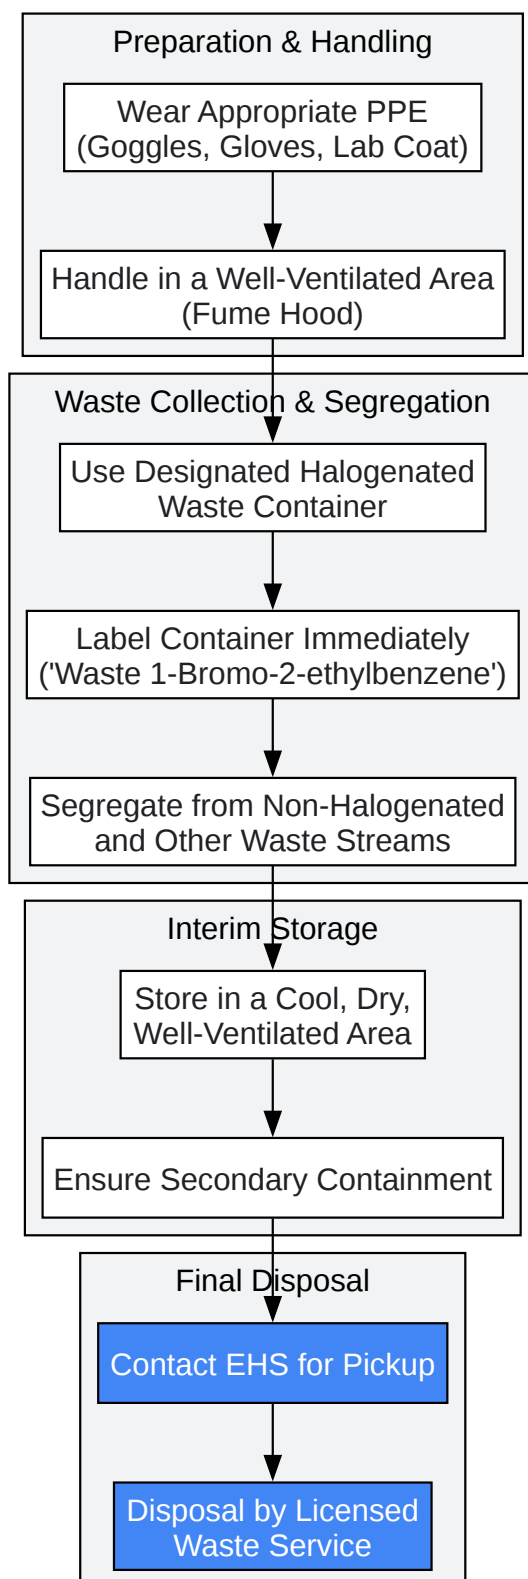 Preparation & Handling
Wear Appropriate PPE
(Goggles, Gloves, Lab Coat)
Handle in a Well-Ventilated Area
(Fume Hood)
Waste Collection & Segregation
Use Designated Halogenated
Waste Container
Label Container Immediately
('Waste 1-Bromo-2-ethylbenzene')
Segregate from Non-Halogenated
and Other Waste Streams
Interim Storage
Store in a Cool, Dry,
Well-Ventilated Area
Ensure Secondary Containment
Final Disposal
Contact EHS for Pickup
Disposal by Licensed
Waste Service